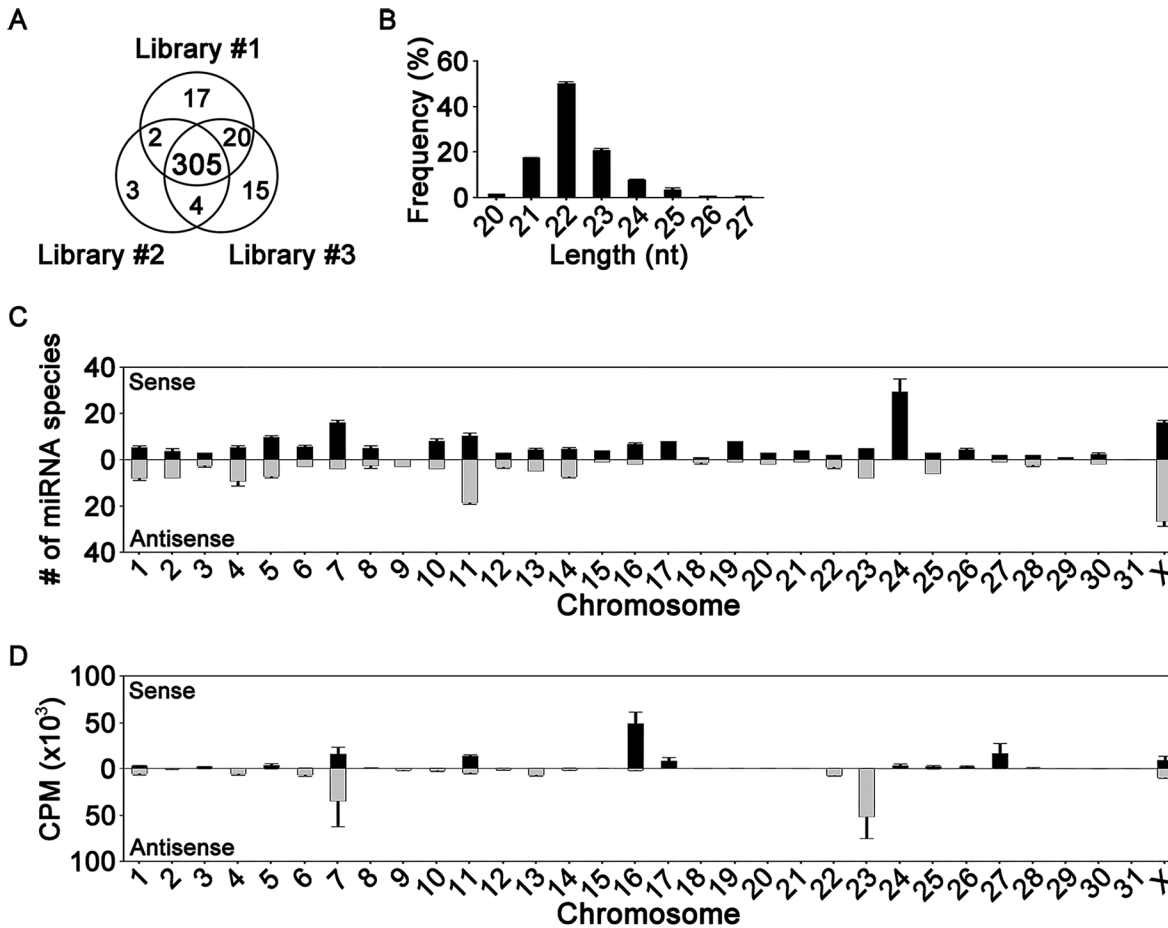 A
Library #1
17
2
20
305
3
15
4
Library #2
Library #3
B
Frequency (%)
60
40
20
0
20 21 22 23 24 25 26 27
Length (nt)
C
# of miRNA species
40
Sense
20
0
20
Antisense
40
1 2 3 4 5 6 7 8 9 10 11 12 13 14 15 16 17 18 19 20 21 22 23 24 25 26 27 28 29 30 31 X
Chromosome
D
CPM (x10³)
100
Sense
50
0
50
Antisense
100
1 2 3 4 5 6 7 8 9 10 11 12 13 14 15 16 17 18 19 20 21 22 23 24 25 26 27 28 29 30 31 X
Chromosome